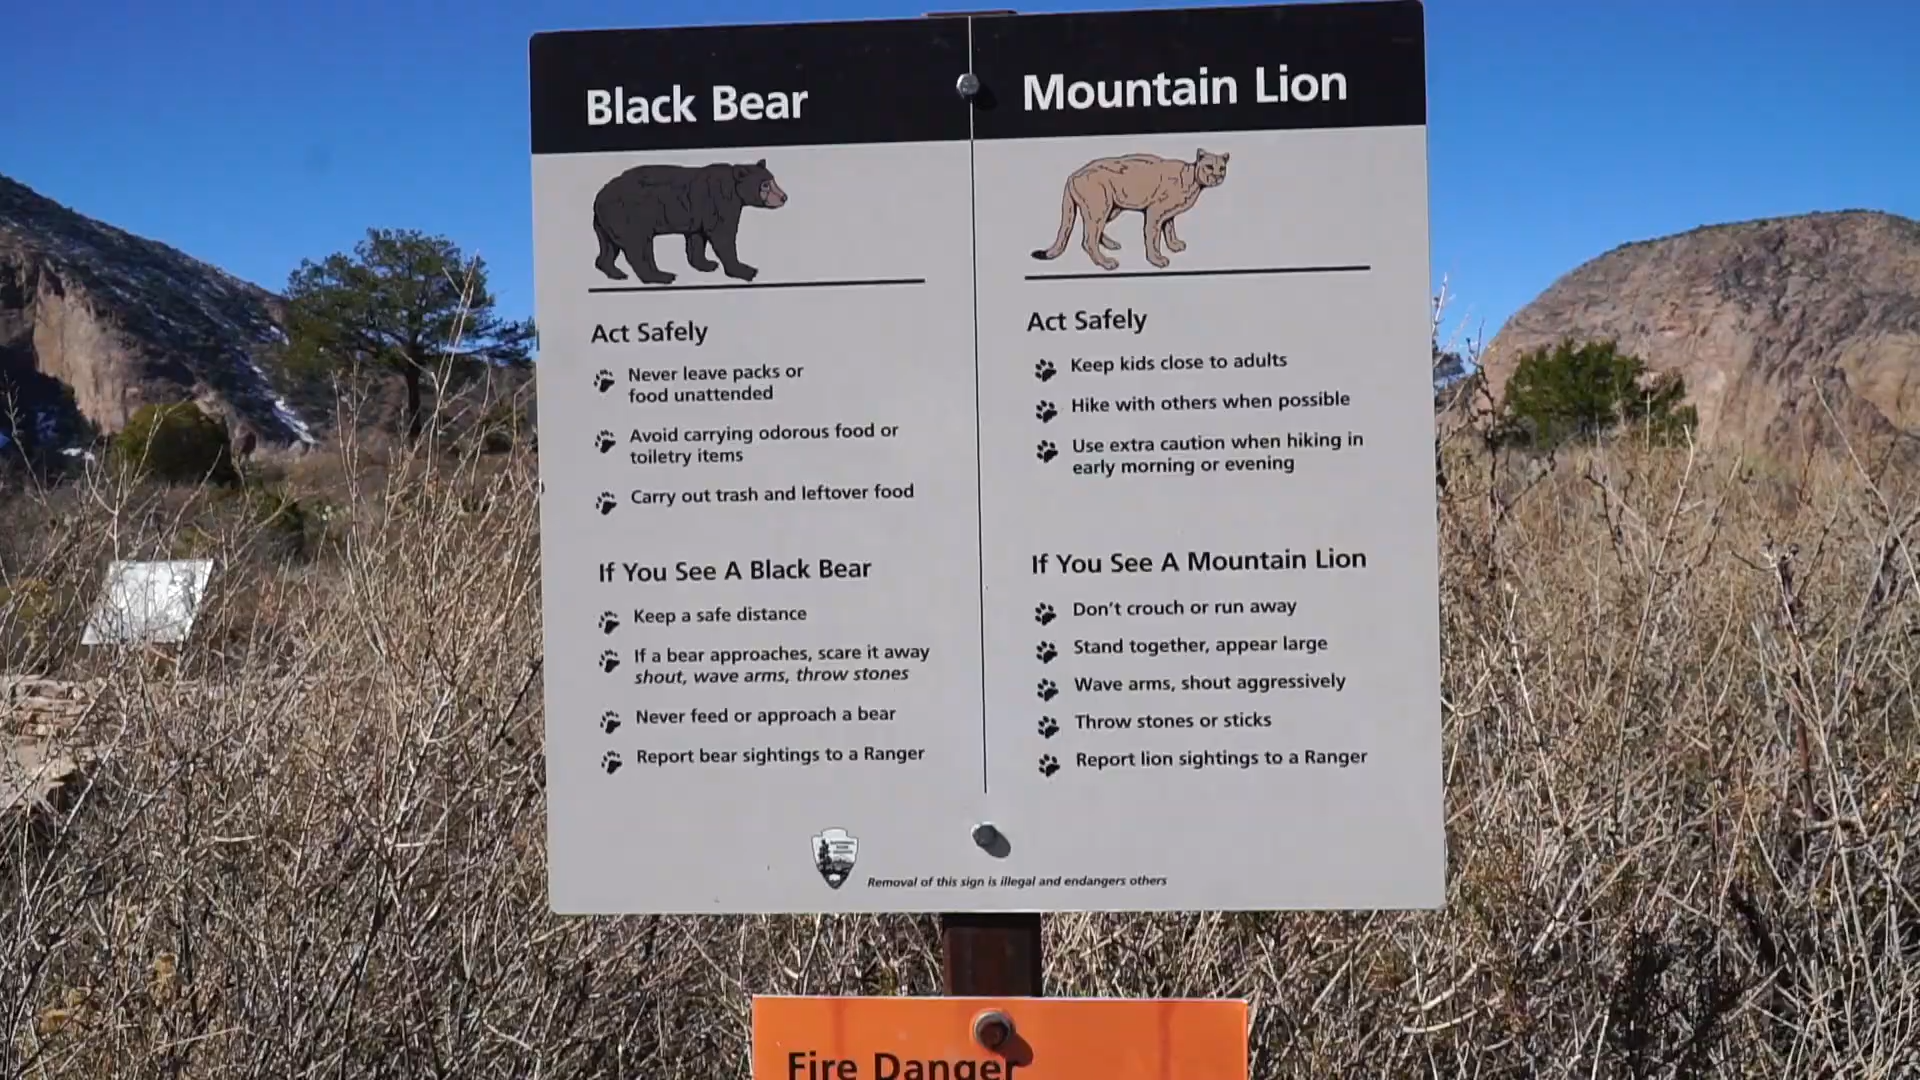 Black Bear
Act Safely
Never leave packs or
food unattended
Avoid carrying odorous food or
toiletry items
Carry out trash and leftover food
If You See A Black Bear
Keep a safe distance
If a bear approaches, scare it away
shout, wave arms, throw stones
Never feed or approach a bear
Report bear sightings to a Ranger
Mountain Lion
Act Safely
Keep kids close to adults
Hike with others when possible
Use extra caution when hiking in
early morning or evening
If You See A Mountain Lion
Don't crouch or run away
Stand together, appear large
Wave arms, shout aggressively
Throw stones or sticks
Report lion sightings to a Ranger
Removal of this sign is illegal and endangers others
Fire Danger